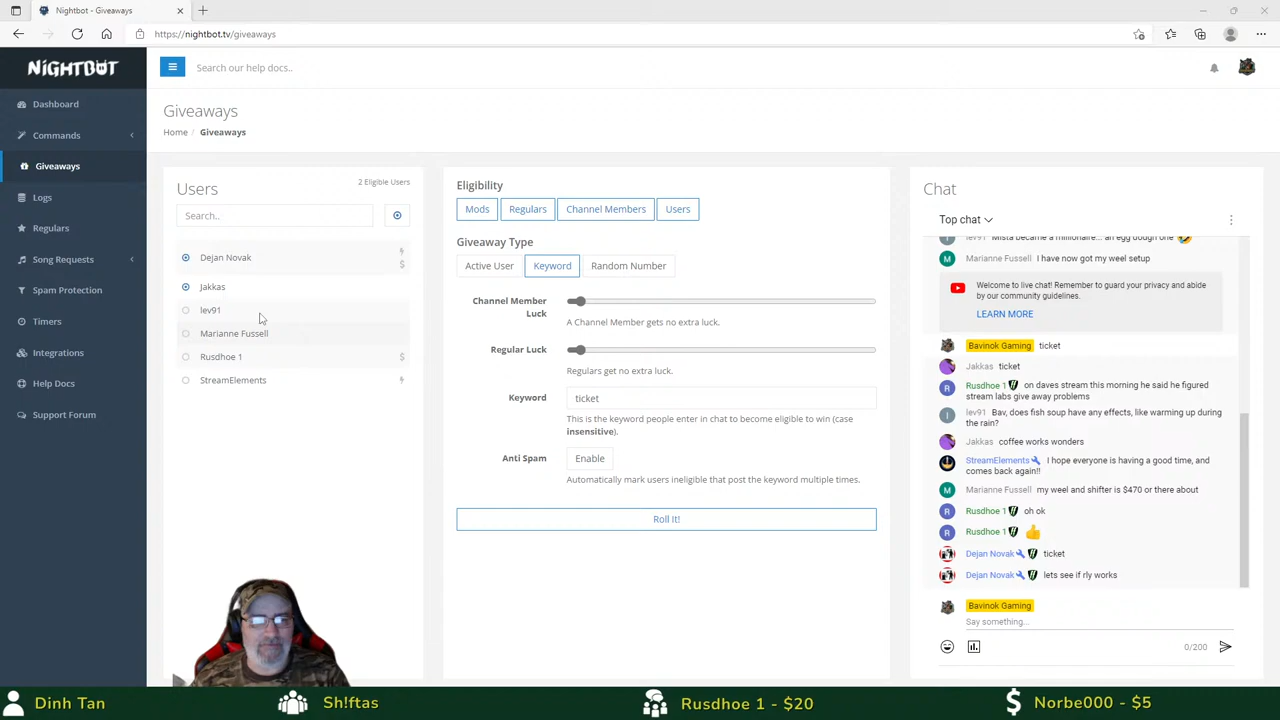 Nightbot - Giveaways
https://nightbot.tv/giveaways
NIGHTBOT
Search our help docs..
Dashboard
Commands
Giveaways
Logs
Regulars
Song Requests
Spam Protection
Timers
Integrations
Help Docs
Support Forum
Giveaways
Home / Giveaways
Users
2 Eligible Users
Search..
Dejan Novak
Jakkas
lev91
Marianne Fussell
Rusdhoe 1
StreamElements
Eligibility
Mods
Regulars
Channel Members
Users
Giveaway Type
Active User
Keyword
Random Number
Channel Member
Luck
A Channel Member gets no extra luck.
Regular Luck
Regulars get no extra luck.
Keyword
ticket
This is the keyword people enter in chat to become eligible to win (case
insensitive).
Anti Spam
Enable
Automatically mark users ineligible that post the keyword multiple times.
Roll It!
Chat
Top chat
lev91 Mista became a millionaire... an egg dough one
Marianne Fussell I have now got my weel setup
Welcome to live chat! Remember to guard your privacy and abide
by our community guidelines.
LEARN MORE
Bavinok Gaming ticket
Jakkas ticket
Rusdhoe 1 on daves stream this morning he said he figured
stream labs give away problems
lev91 Bav, does fish soup have any effects, like warming up during
the rain?
Jakkas coffee works wonders
StreamElements I hope everyone is having a good time, and
comes back again!!
Marianne Fussell my weel and shifter is $470 or there about
Rusdhoe 1 oh ok
Rusdhoe 1
Dejan Novak ticket
Dejan Novak lets see if rly works
Bavinok Gaming
Say something...
0/200
Dinh Tan
Sh!ftas
Rusdhoe 1 - $20
Norbe000 - $5